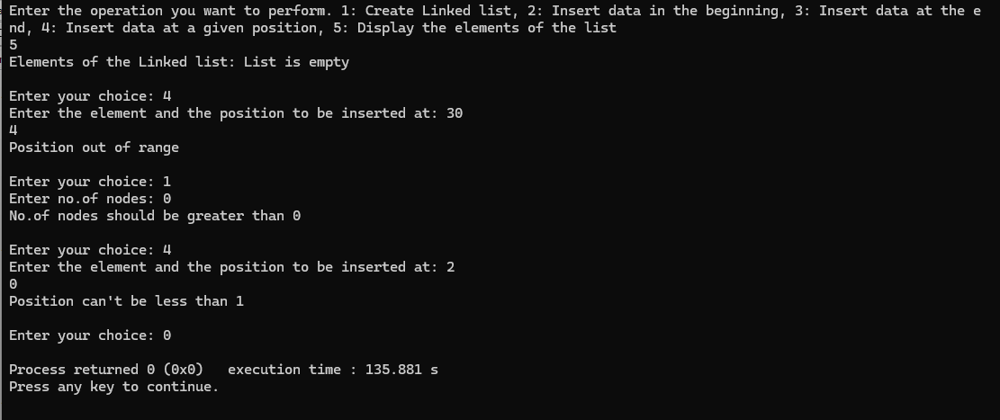 Enter the operation you want to perform. 1: Create Linked list, 2: Insert data in the beginning, 3: Insert data at the e
nd, 4: Insert data at a given position, 5: Display the elements of the list
5
Elements of the Linked list: List is empty

Enter your choice: 4
Enter the element and the position to be inserted at: 30
4
Position out of range

Enter your choice: 1
Enter no.of nodes: 0
No.of nodes should be greater than 0

Enter your choice: 4
Enter the element and the position to be inserted at: 2
0
Position can't be less than 1

Enter your choice: 0

Process returned 0 (0x0)   execution time : 135.881 s
Press any key to continue.